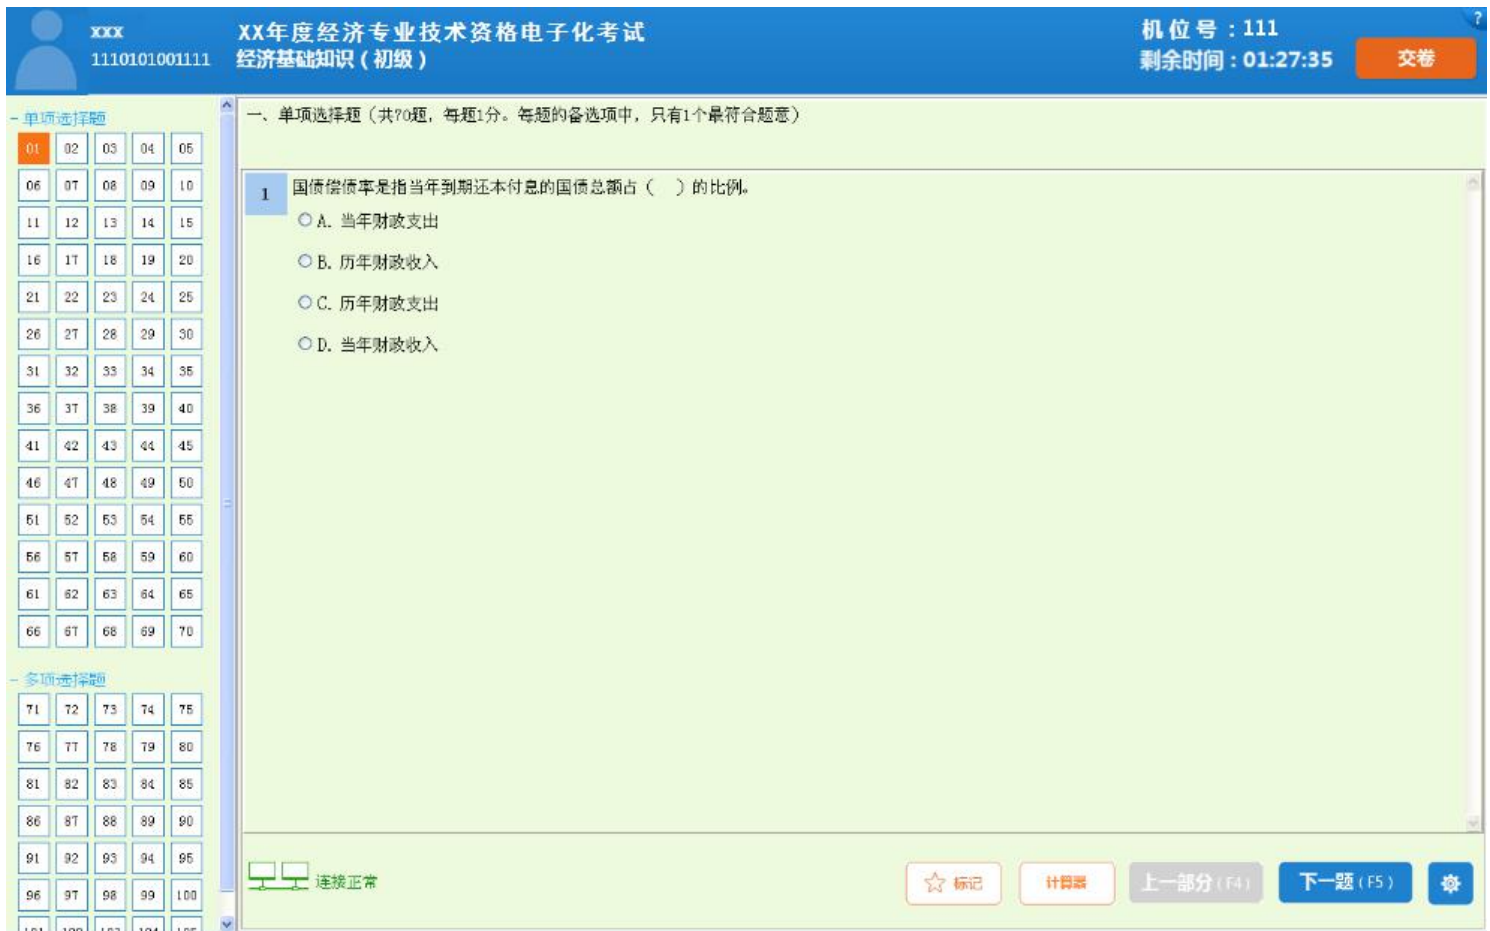 xxx
1110101001111
XX年度经济专业技术资格电子化考试
经济基础知识（初级）
机位号：111
剩余时间：01:27:35
?
交卷
- 单项选择题
01 02 03 04 05
06 07 08 09 10
11 12 13 14 15
16 17 18 19 20
21 22 23 24 25
26 27 28 29 30
31 32 33 34 35
36 37 38 39 40
41 42 43 44 45
46 47 48 49 50
51 52 53 54 55
56 57 58 59 60
61 62 63 64 65
66 67 68 69 70
- 多项选择题
71 72 73 74 75
76 77 78 79 80
81 82 83 84 85
86 87 88 89 90
91 92 93 94 95
96 97 98 99 100
一、单项选择题（共70题，每题1分。每题的备选项中，只有1个最符合题意）
1 国债偿债率是指当年到期还本付息的国债总额占（ ）的比例。
A. 当年财政支出
B. 历年财政收入
C. 历年财政支出
D. 当年财政收入
连接正常
标记
计算器
上一部分(F4)
下一题(F5)